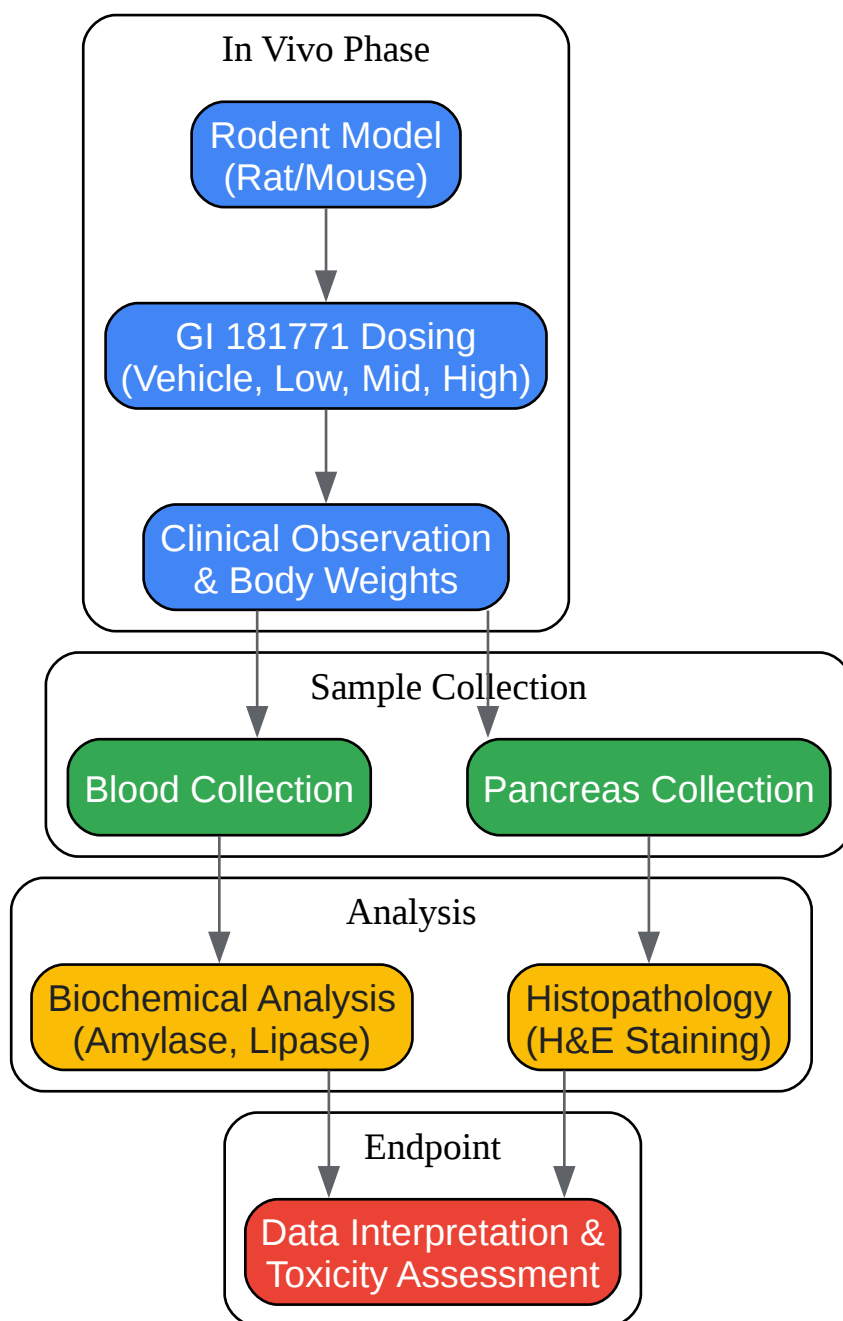 In Vivo Phase
Rodent Model
(Rat/Mouse)
GI 181771 Dosing
(Vehicle, Low, Mid, High)
Clinical Observation
& Body Weights
Sample Collection
Blood Collection
Pancreas Collection
Analysis
Biochemical Analysis
(Amylase, Lipase)
Histopathology
(H&E Staining)
Endpoint
Data Interpretation &
Toxicity Assessment